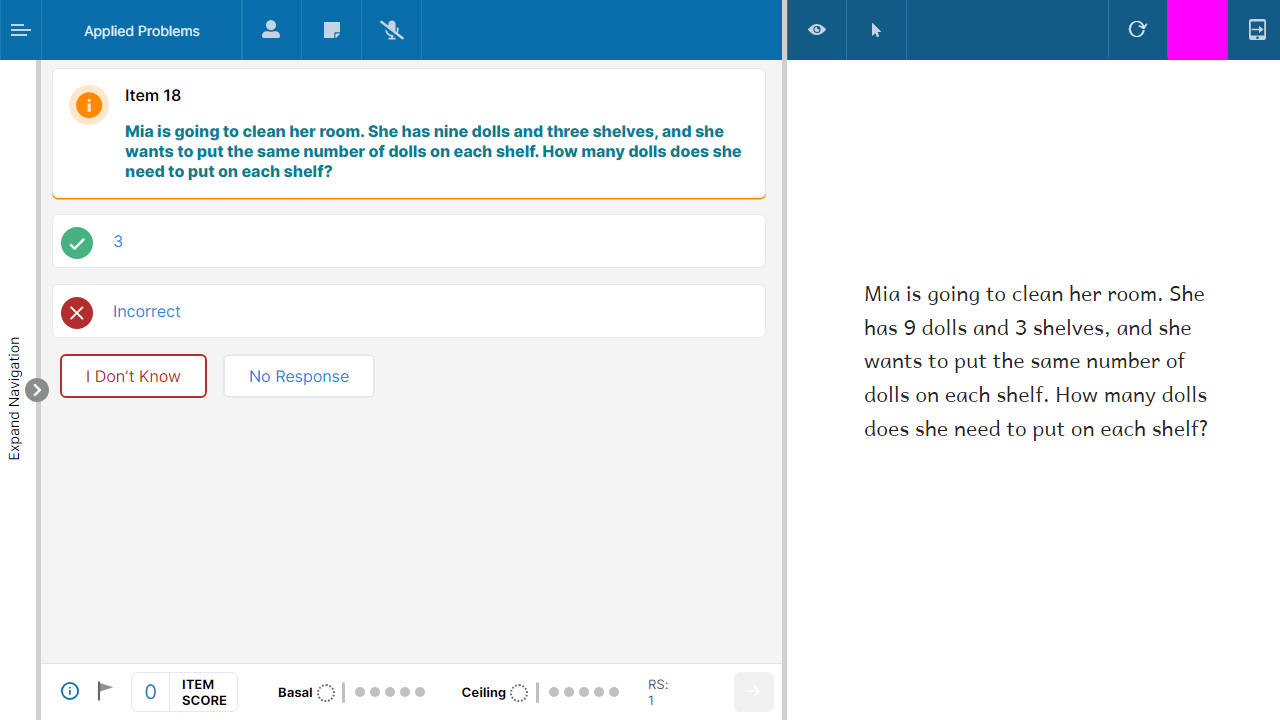 Applied Problems
Item 18
Mia is going to clean her room. She has nine dolls and three shelves, and she
wants to put the same number of dolls on each shelf. How many dolls does she
need to put on each shelf?
3
Incorrect
I Don't Know
No Response
Expand Navigation
0
ITEM
SCORE
Basal
Ceiling
RS:
1
Mia is going to clean her room. She
has 9 dolls and 3 shelves, and she
wants to put the same number of
dolls on each shelf. How many dolls
does she need to put on each shelf?